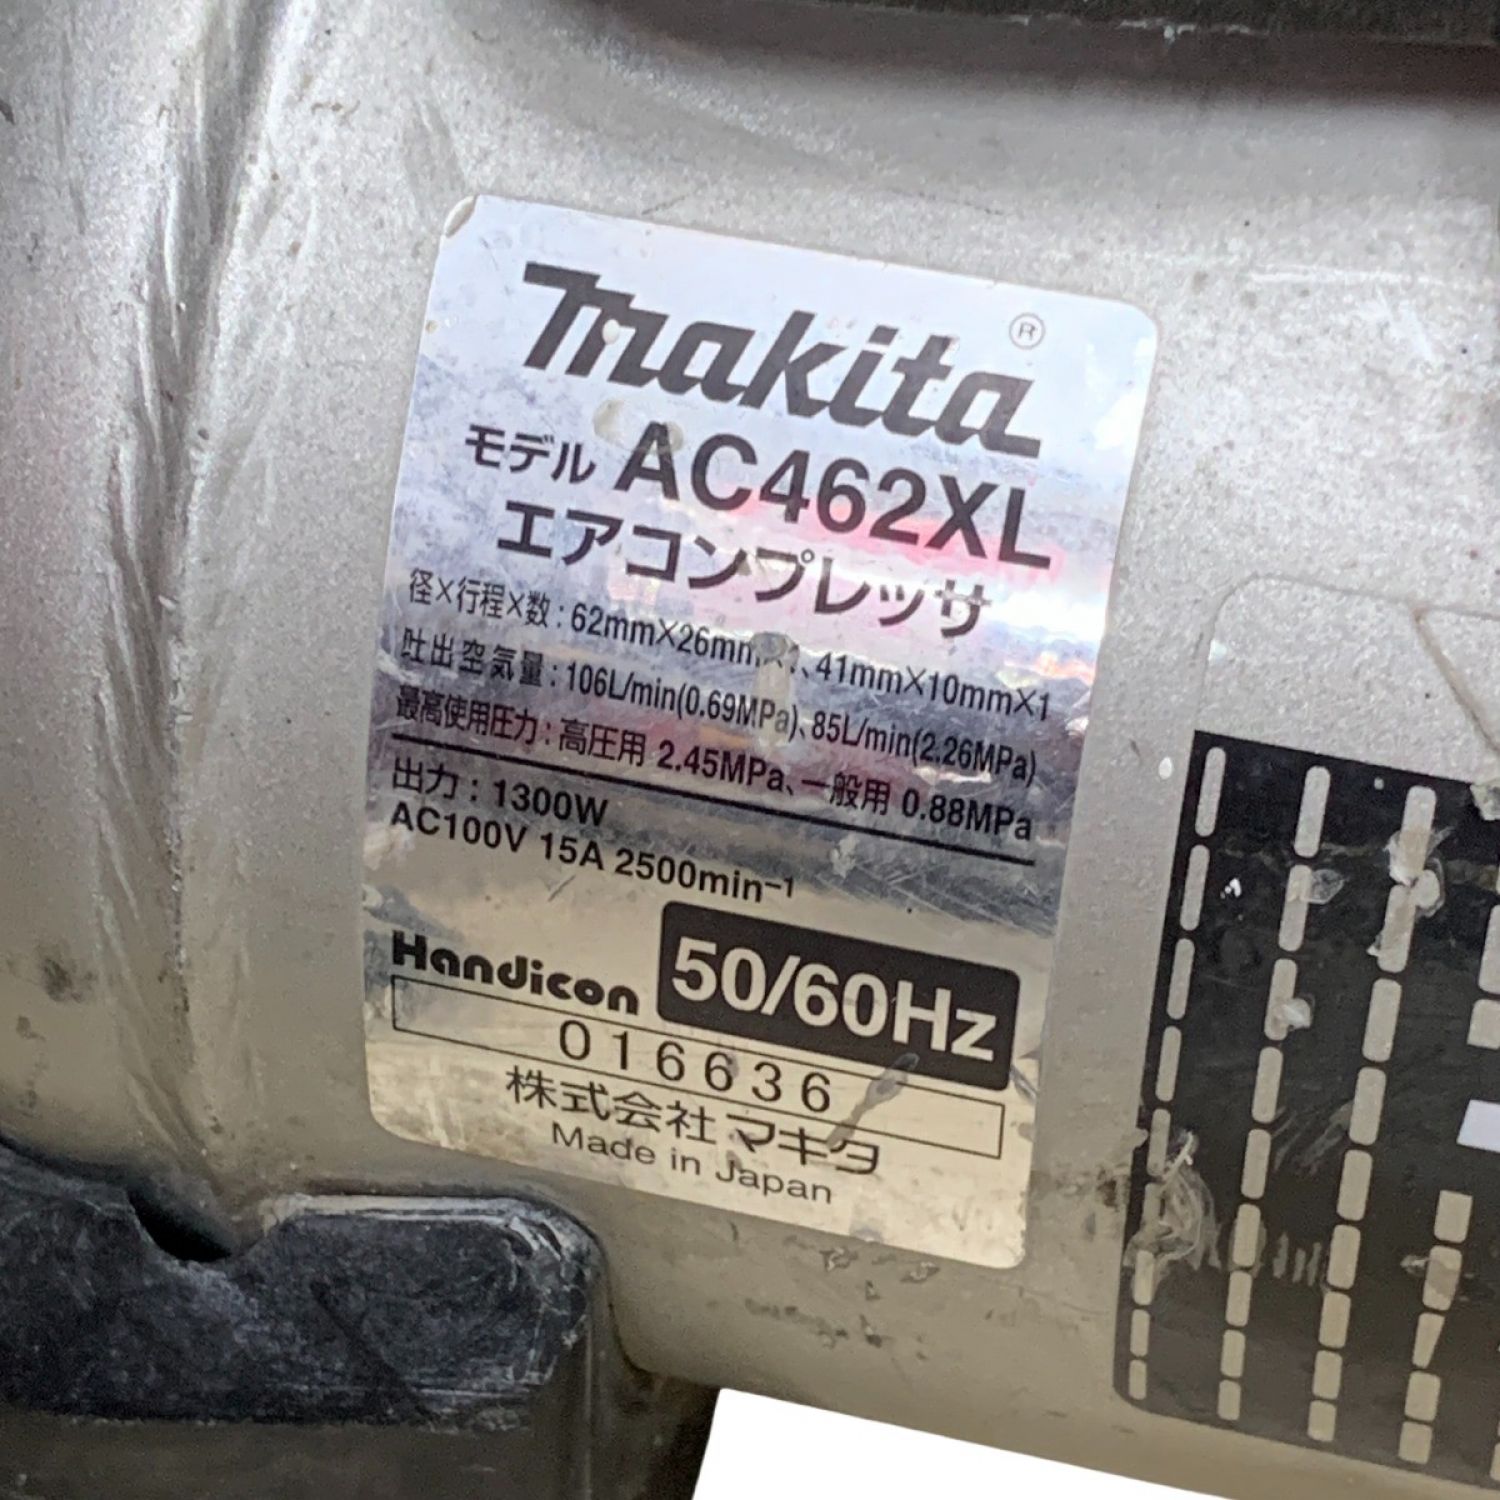 makita®
モデル AC462XL
エアコンプレッサ
径×行程×数：62mm×26mm×1、41mm×10mm×1
吐出空気量：106L/min(0.69MPa)、85L/min(2.26MPa)
最高使用圧力：高圧用 2.45MPa、一般用 0.88MPa
出力：1300W
AC100V 15A 2500min⁻¹
Handicon 50/60Hz
016636
株式会社マキタ
Made in Japan